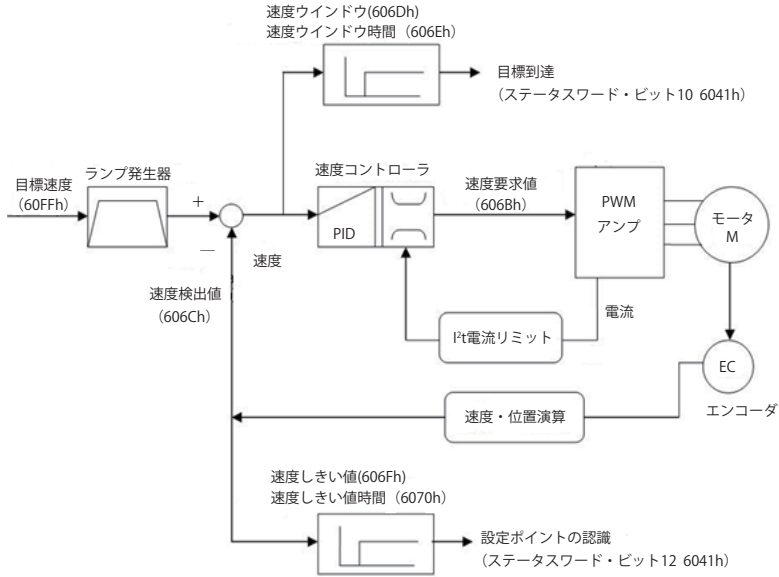 速度ウインドウ(606Dh)
速度ウインドウ時間（606Eh）
目標到達
（ステータスワード・ビット10 6041h）
ランプ発生器
目標速度
（60FFh）
＋
―
速度コントローラ
PID
速度要求値
（606Bh）
PWM
アンプ
モータ
M
速度
速度検出値
（606Ch）
電流
I²t電流リミット
EC
エンコーダ
速度・位置演算
速度しきい値(606Fh)
速度しきい値時間（6070h）
設定ポイントの認識
（ステータスワード・ビット12 6041h）